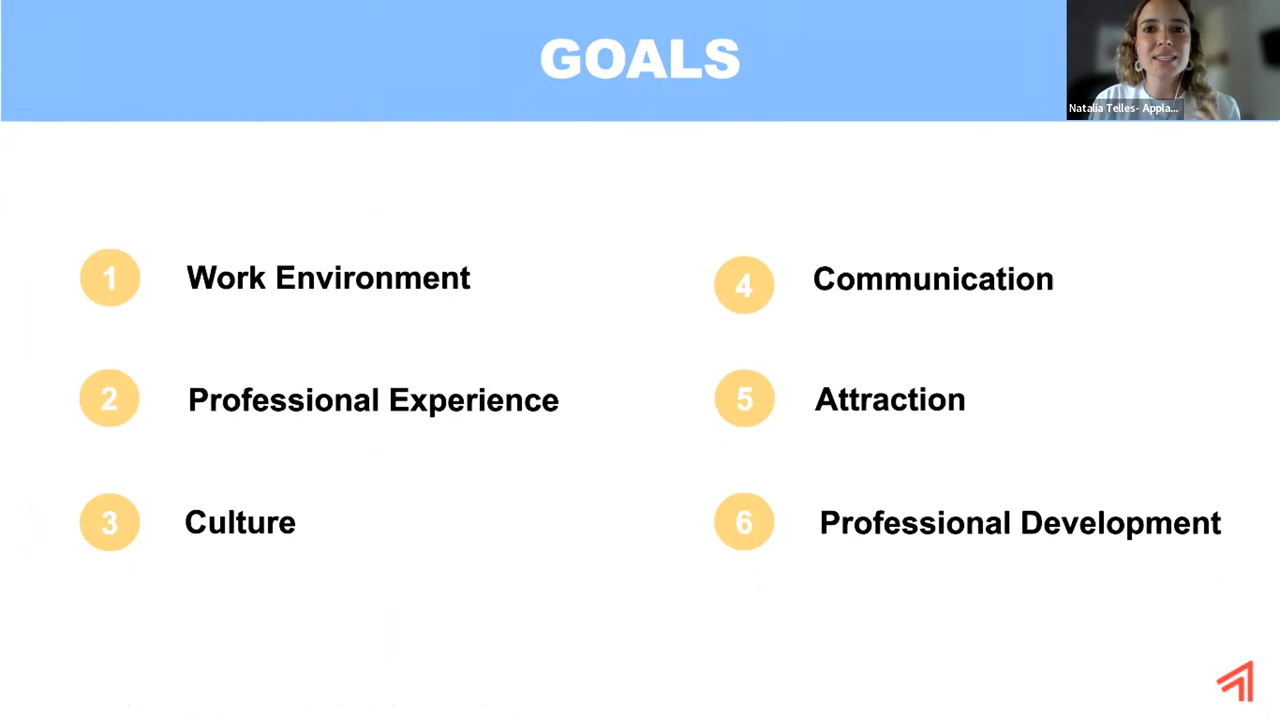 GOALS
Natalia Telles- Appla...
1 Work Environment
2 Professional Experience
3 Culture
4 Communication
5 Attraction
6 Professional Development